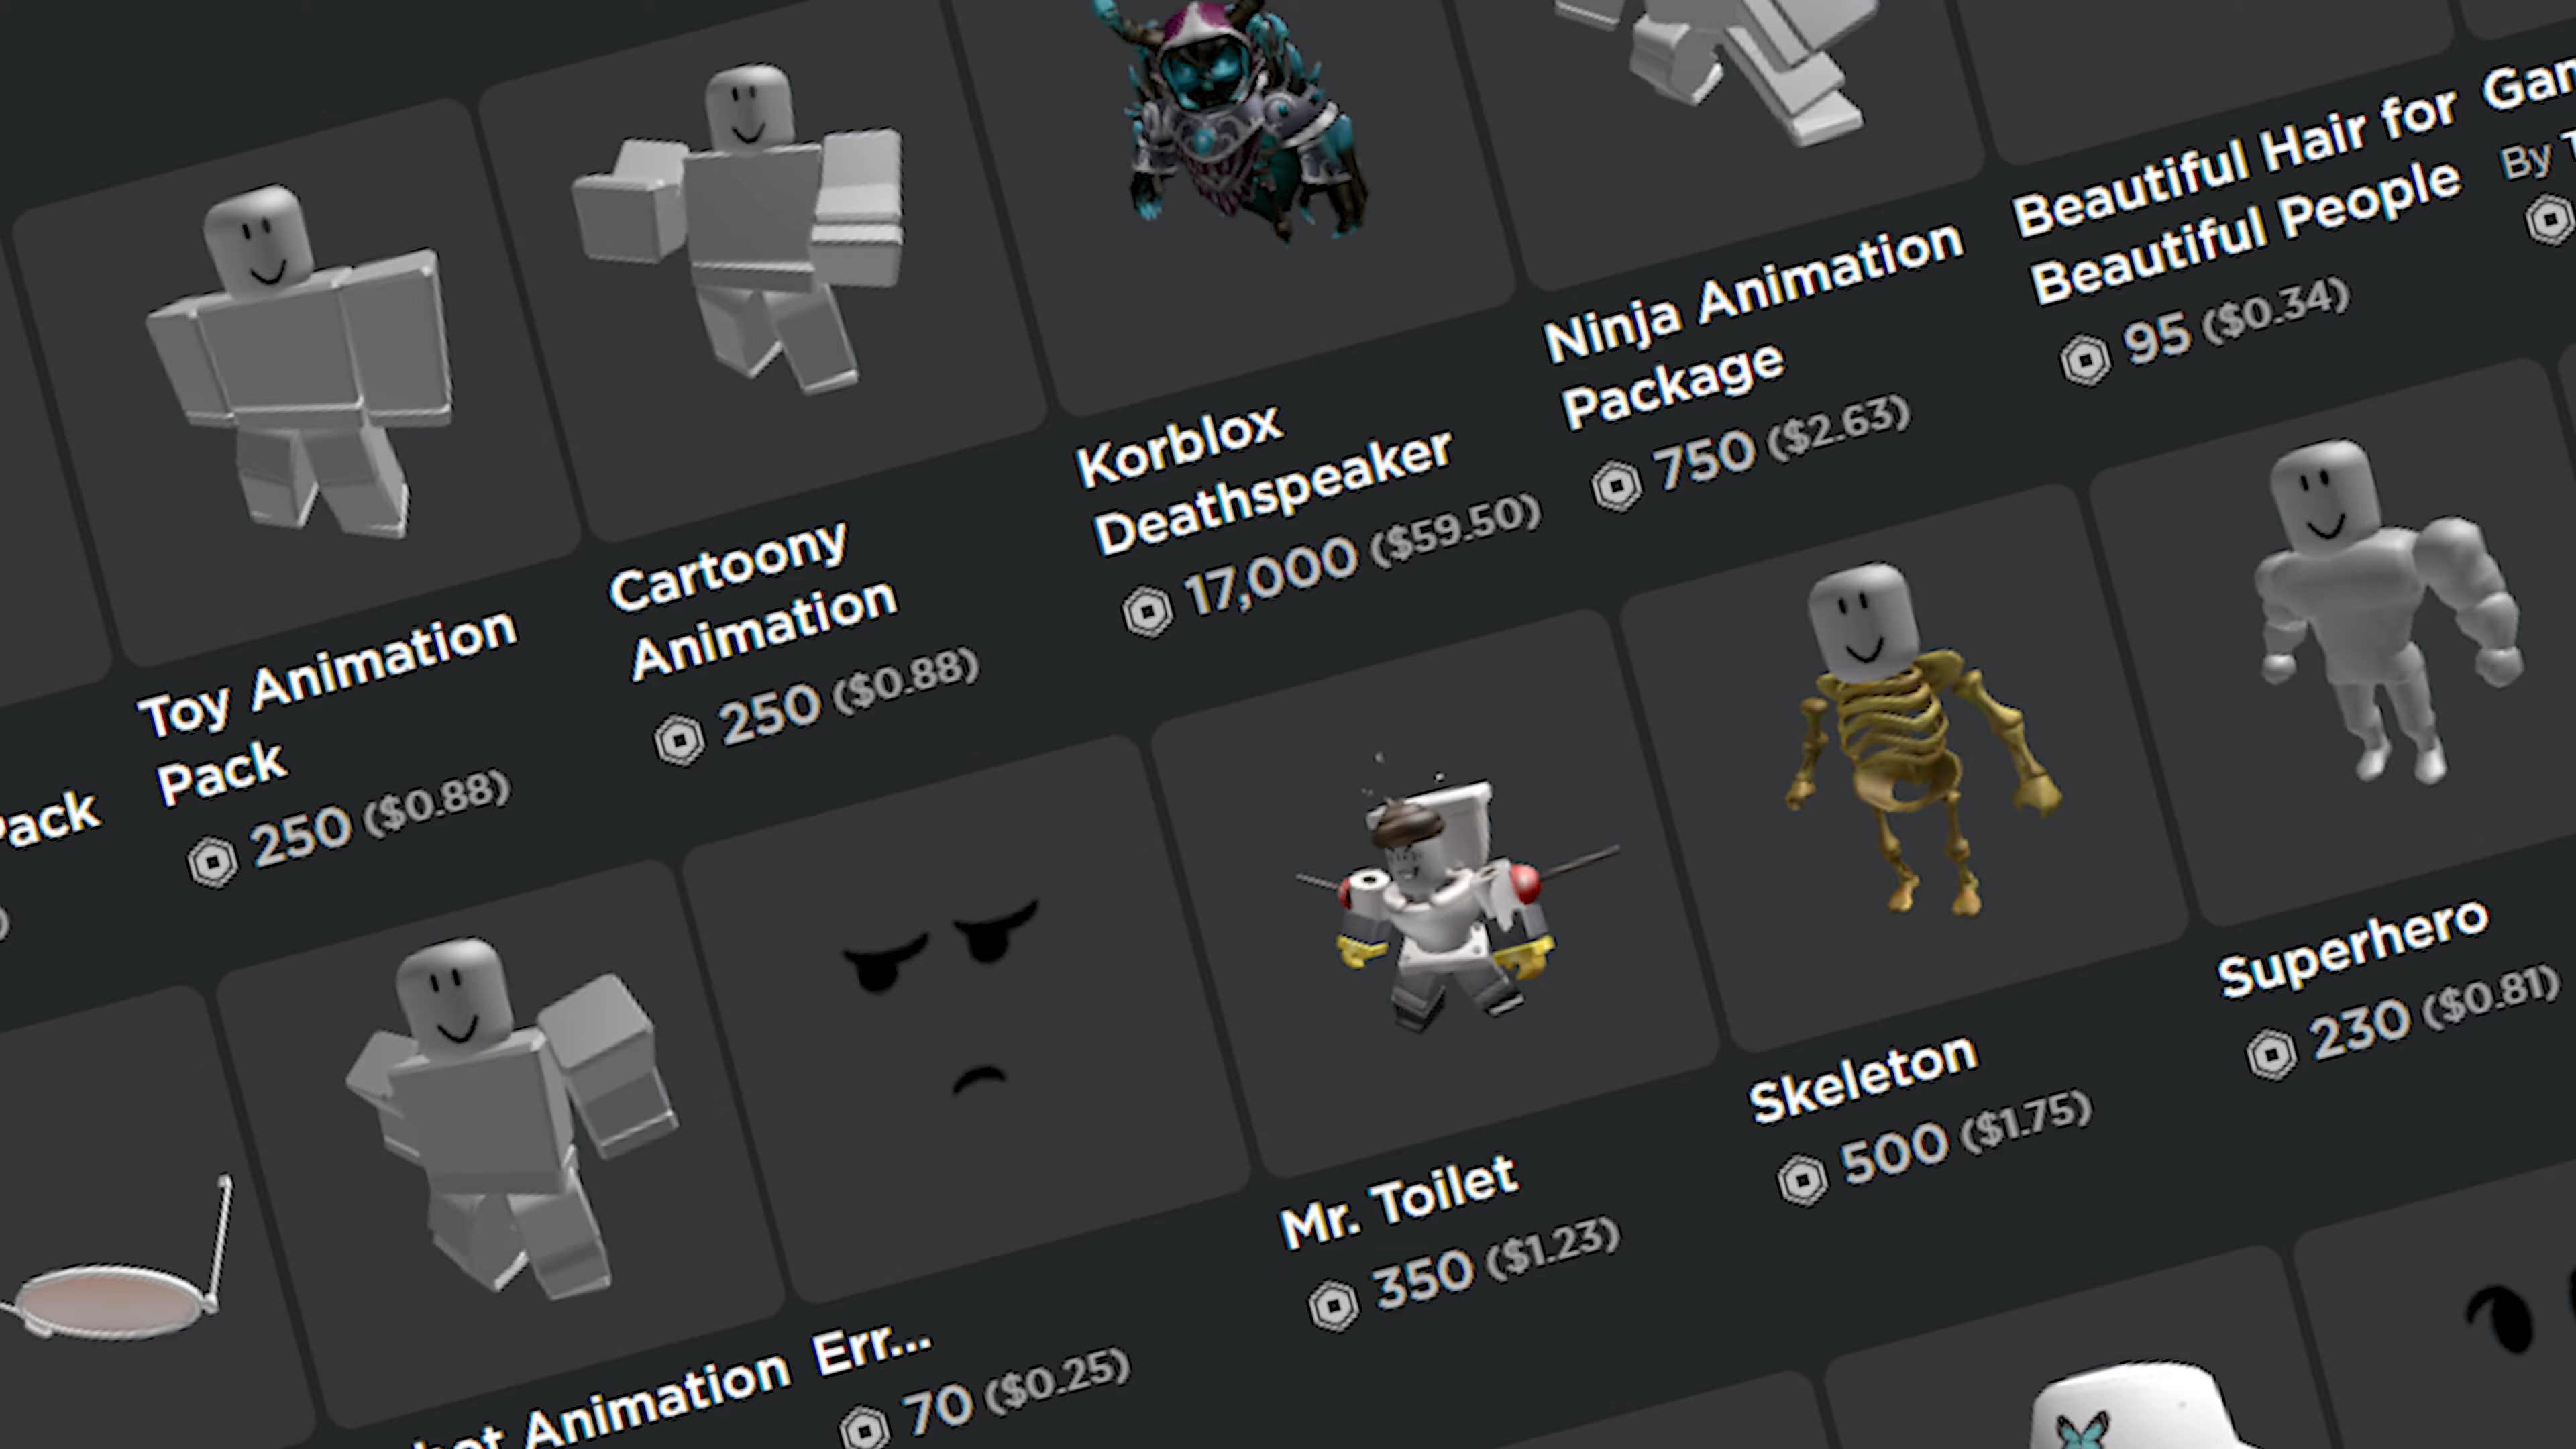 Toy Animation
Pack
250 ($0.88)
Cartoony
Animation
250 ($0.88)
Korblox
Deathspeaker
17,000 ($59.50)
Ninja Animation
Package
750 ($2.63)
Beautiful Hair for
Beautiful People
95 ($0.34)
By
Pack
Animation
Err...
70 ($0.25)
Mr. Toilet
350 ($1.23)
Skeleton
500 ($1.75)
Superhero
230 ($0.81)